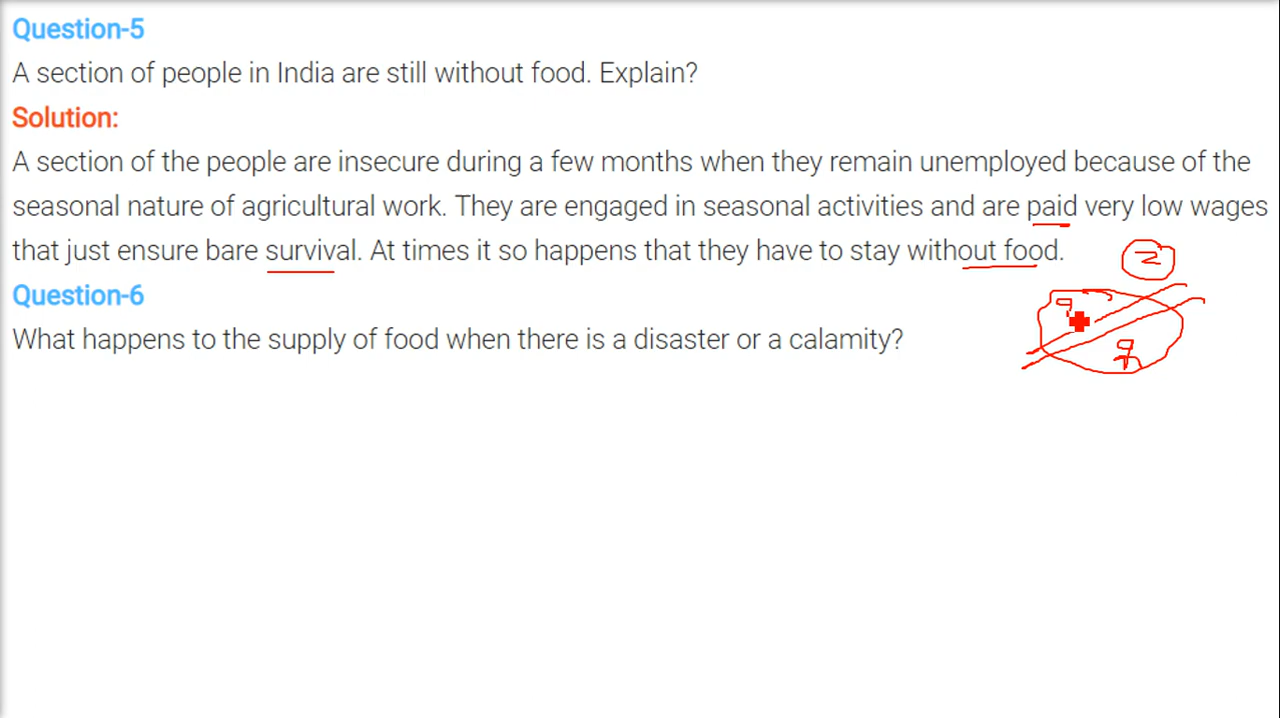 Question-5
A section of people in India are still without food. Explain?
Solution:
A section of the people are insecure during a few months when they remain unemployed because of the
seasonal nature of agricultural work. They are engaged in seasonal activities and are paid very low wages
that just ensure bare survival. At times it so happens that they have to stay without food.
Question-6
What happens to the supply of food when there is a disaster or a calamity?